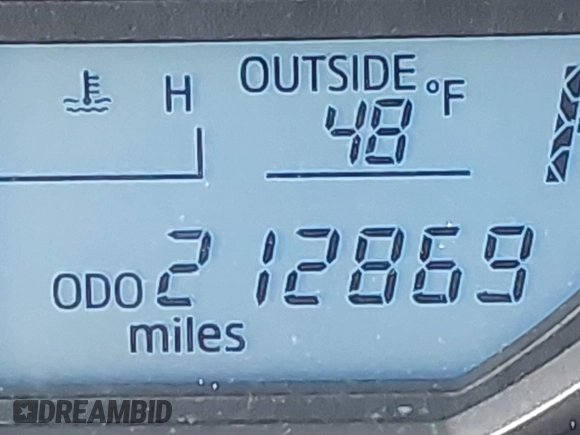 H OUTSIDE °F
48
ODO 212869
miles
DREAMBID